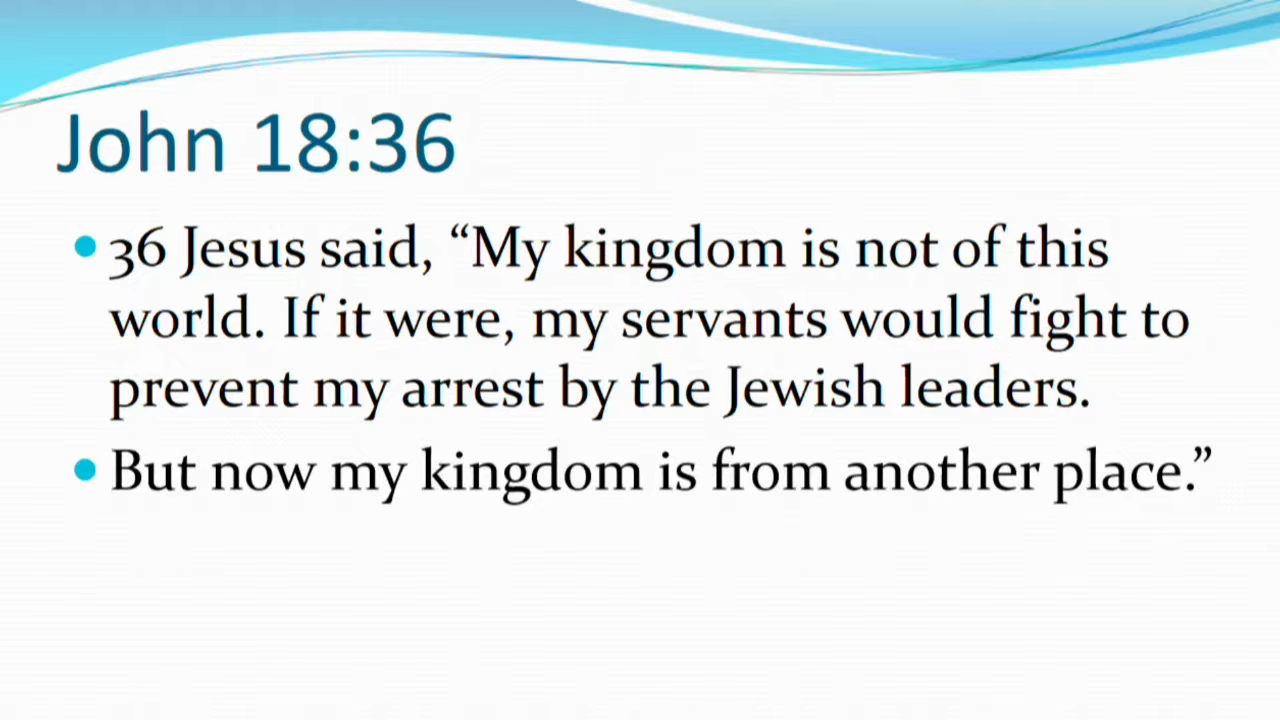 John 18:36
• 36 Jesus said, “My kingdom is not of this
world. If it were, my servants would fight to
prevent my arrest by the Jewish leaders.
• But now my kingdom is from another place.”